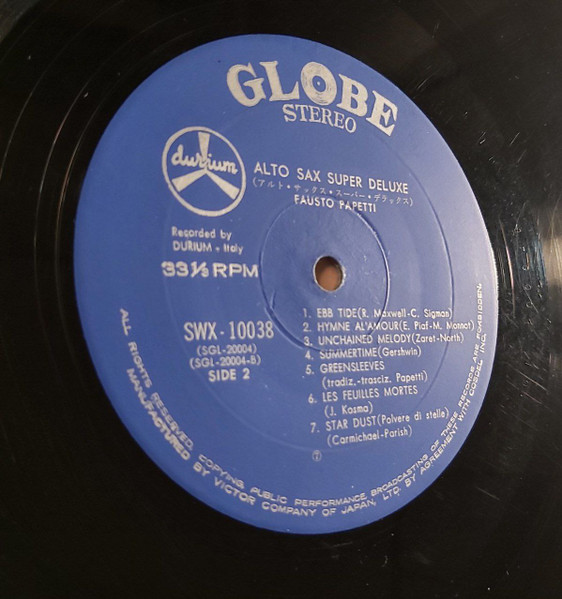 GLOBE
STEREO
durium
ALTO SAX SUPER DELUXE
(アルト・サックス・スーパー・デラックス)
FAUSTO PAPETTI
Recorded by
DURIUM - Italy
33⅓ RPM
SWX-10038
(SGL-20004)
(SGL-20004-B)
SIDE 2
1. EBB TIDE(R. Maxwell-C. Sigman)
2. HYMNE AL'AMOUR(E. Piaf-M. Monnot)
3. UNCHAINED MELODY(Zaret-North)
4. SUMMERTIME(Gershwin)
5. GREENSLEEVES
(tradiz.-trasciz. Papetti)
6. LES FEUILLES MORTES
(J. Kosma)
7. STAR DUST(Polvere di stelle)
(Carmichael-Parish)
ALL RIGHTS RESERVED. COPYING, PUBLIC PERFORMANCE, BROADCASTING OF THESE RECORDS ARE FORBIDDEN.
MANUFACTURED BY VICTOR COMPANY OF JAPAN, LTD. BY AGREEMENT WITH COSDEL INC.